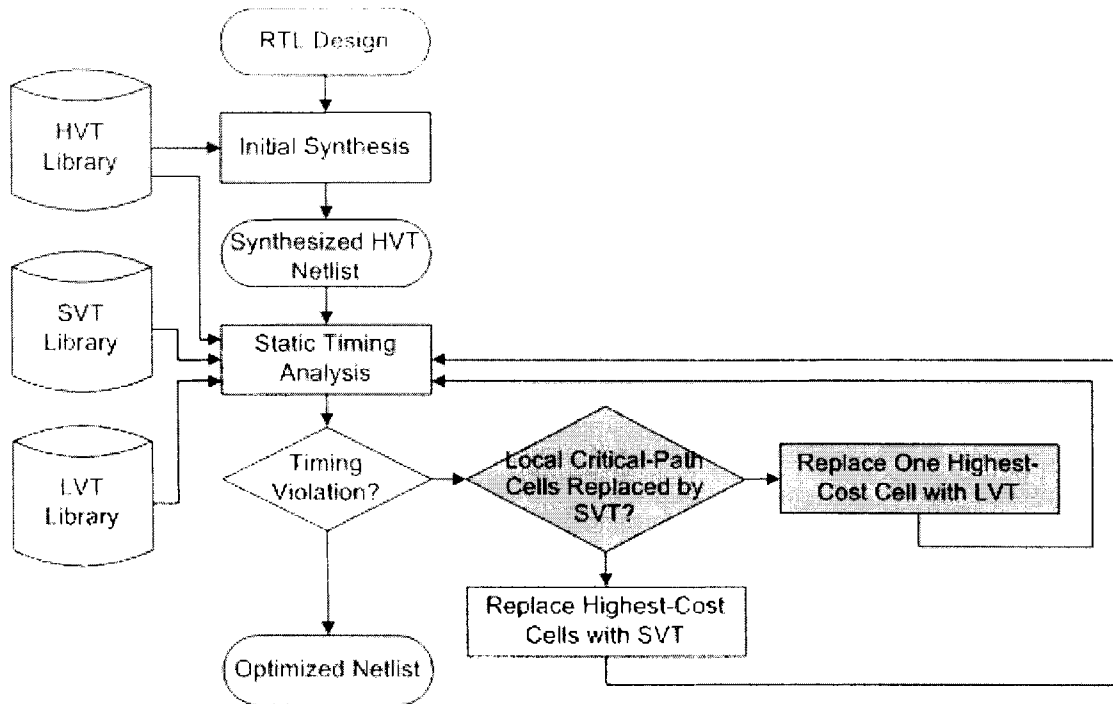 RTL Design
HVT
Library
Initial Synthesis
Synthesized HVT
Netlist
SVT
Library
Static Timing
Analysis
LVT
Library
Timing
Violation?
Local Critical-Path
Cells Replaced by
SVT?
Replace One Highest-
Cost Cell with LVT
Replace Highest-Cost
Cells with SVT
Optimized Netlist